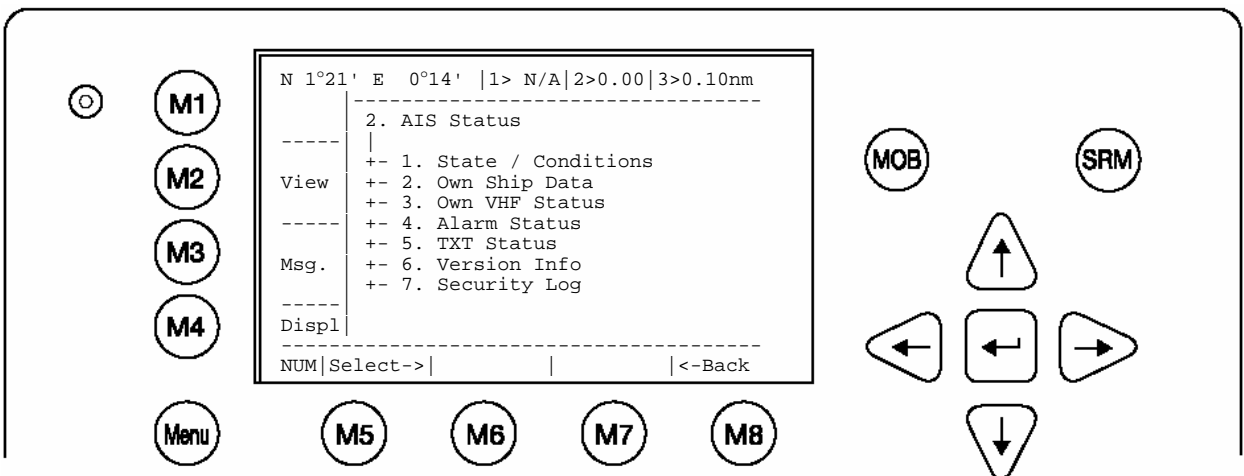 N 1°21' E 0°14' |1> N/A|2>0.00|3>0.10nm
M1
2. AIS Status
+- 1. State / Conditions
MOB
SRM
M2
View
+- 2. Own Ship Data
+- 3. Own VHF Status
+- 4. Alarm Status
M3
+- 5. TXT Status
Msg.
+- 6. Version Info
+- 7. Security Log
M4
Displ
NUM|Select->| | |<-Back
Menu
M5
M6
M7
M8